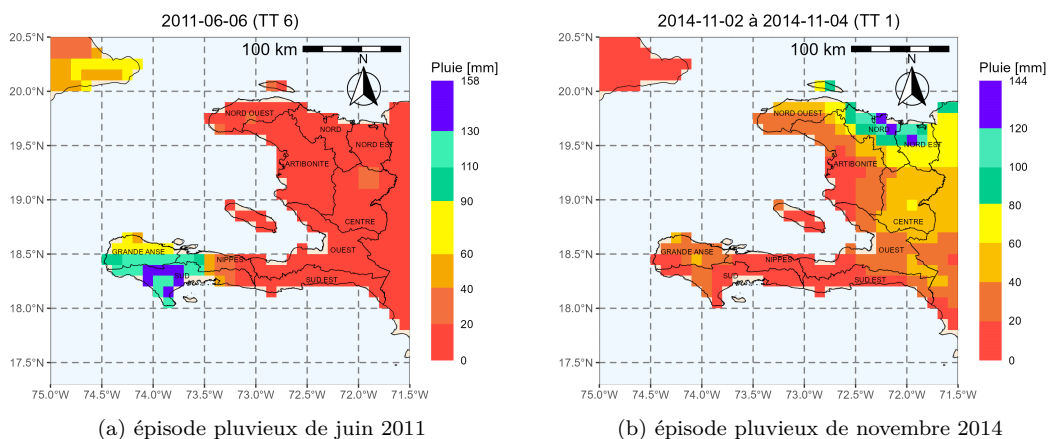 2011-06-06 (TT 6)
20.5°N
20.0°N
19.5°N
19.0°N
18.5°N
18.0°N
17.5°N
75.0°W
74.5°W
74.0°W
73.5°W
73.0°W
72.5°W
72.0°W
71.5°W
100 km
N
NORD OUEST
NORD
NORD EST
ARTIBONITE
CENTRE
OUEST
GRANDE ANSE
NIPPES
SUD
SUD EST
Pluie [mm]
158
130
110
90
60
40
20
0
(a) épisode pluvieux de juin 2011
2014-11-02 à 2014-11-04 (TT 1)
20.5°N
20.0°N
19.5°N
19.0°N
18.5°N
18.0°N
17.5°N
75.0°W
74.5°W
74.0°W
73.5°W
73.0°W
72.5°W
72.0°W
71.5°W
100 km
N
NORD OUEST
NORD
NORD EST
ARTIBONITE
CENTRE
OUEST
GRANDE ANSE
NIPPES
SUD
SUD EST
Pluie [mm]
144
120
100
80
60
40
20
0
(b) épisode pluvieux de novembre 2014